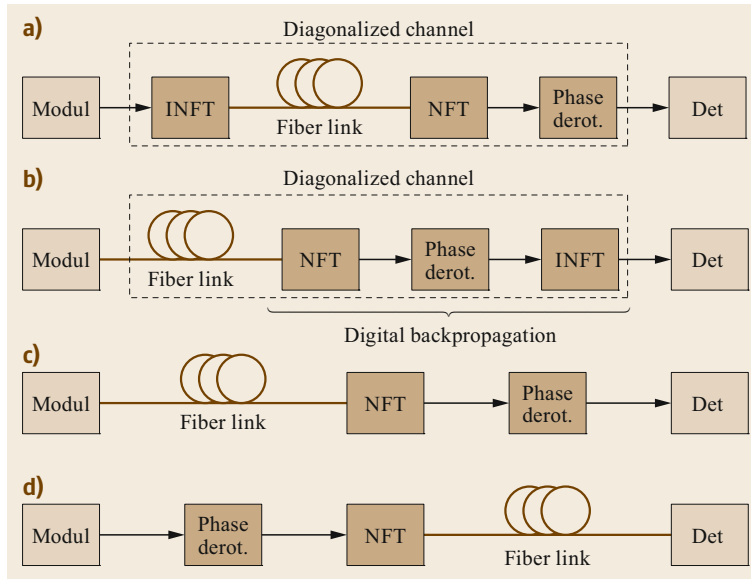 a)
Diagonalized channel
Modul
INFT
Fiber link
NFT
Phase
derot.
Det
b)
Diagonalized channel
Modul
Fiber link
NFT
Phase
derot.
INFT
Det
Digital backpropagation
c)
Modul
Fiber link
NFT
Phase
derot.
Det
d)
Modul
Phase
derot.
NFT
Fiber link
Det